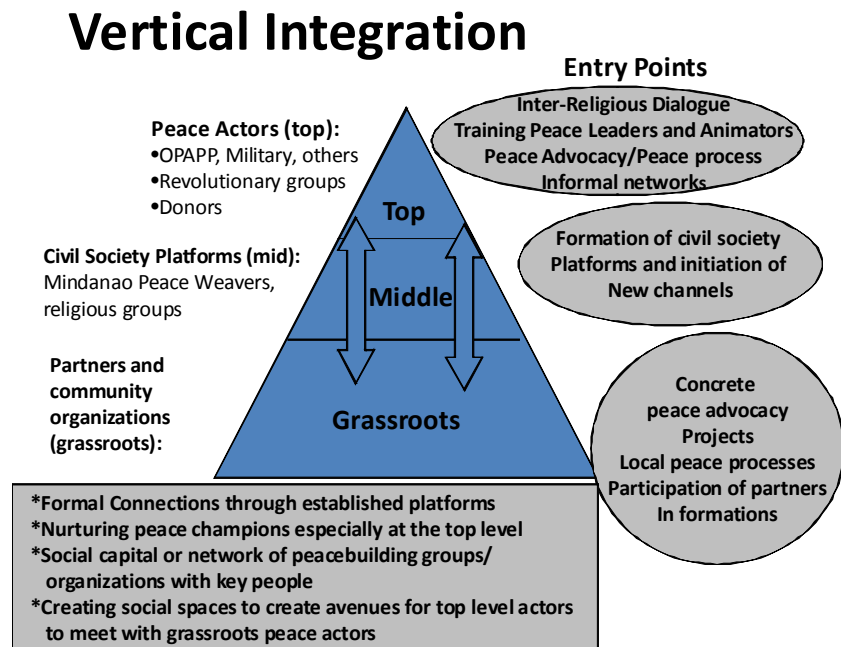 Vertical Integration
Entry Points
Inter-Religious Dialogue
Training Peace Leaders and Animators
Peace Advocacy/Peace process
Informal networks
Peace Actors (top):
•OPAPP, Military, others
•Revolutionary groups
•Donors
Top
Civil Society Platforms (mid):
Mindanao Peace Weavers,
religious groups
Middle
Formation of civil society
Platforms and initiation of
New channels
Partners and
community
organizations
(grassroots):
Grassroots
Concrete
peace advocacy
Projects
Local peace processes
Participation of partners
In formations
*Formal Connections through established platforms
*Nurturing peace champions especially at the top level
*Social capital or network of peacebuilding groups/
organizations with key people
*Creating social spaces to create avenues for top level actors
to meet with grassroots peace actors